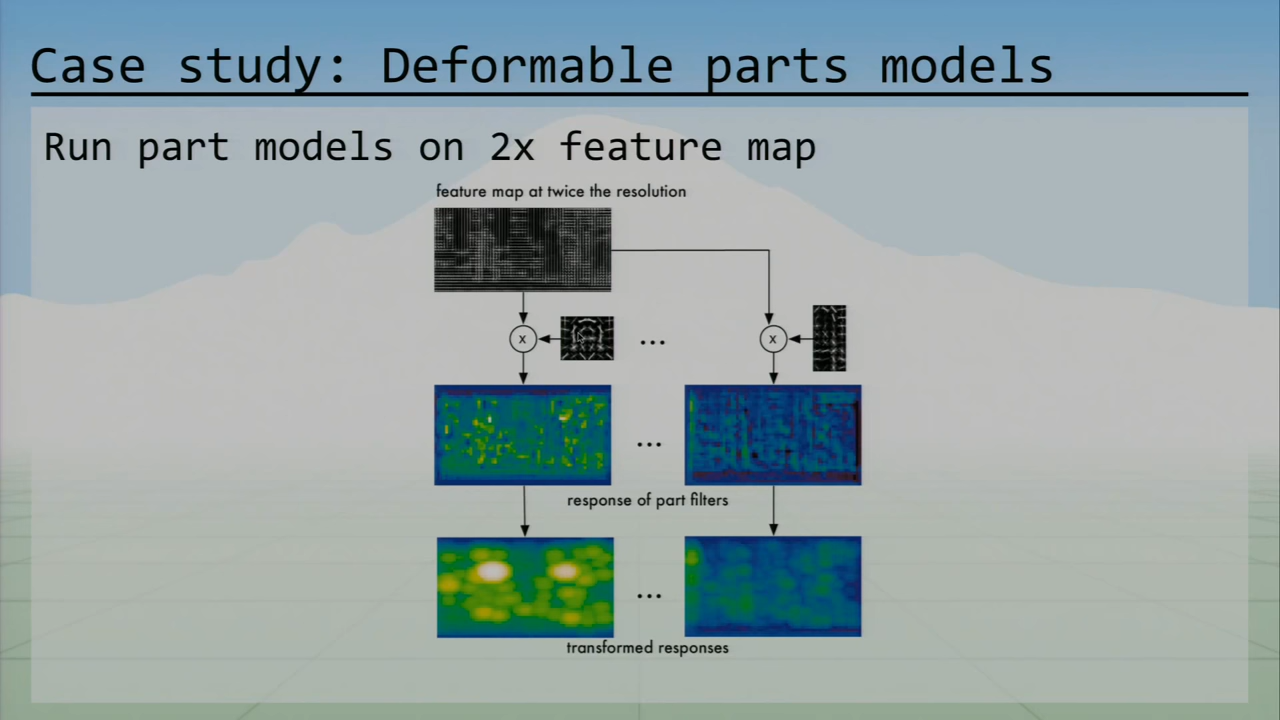 Case study: Deformable parts models
Run part models on 2x feature map
feature map at twice the resolution
x ... x
...
response of part filters
...
transformed responses